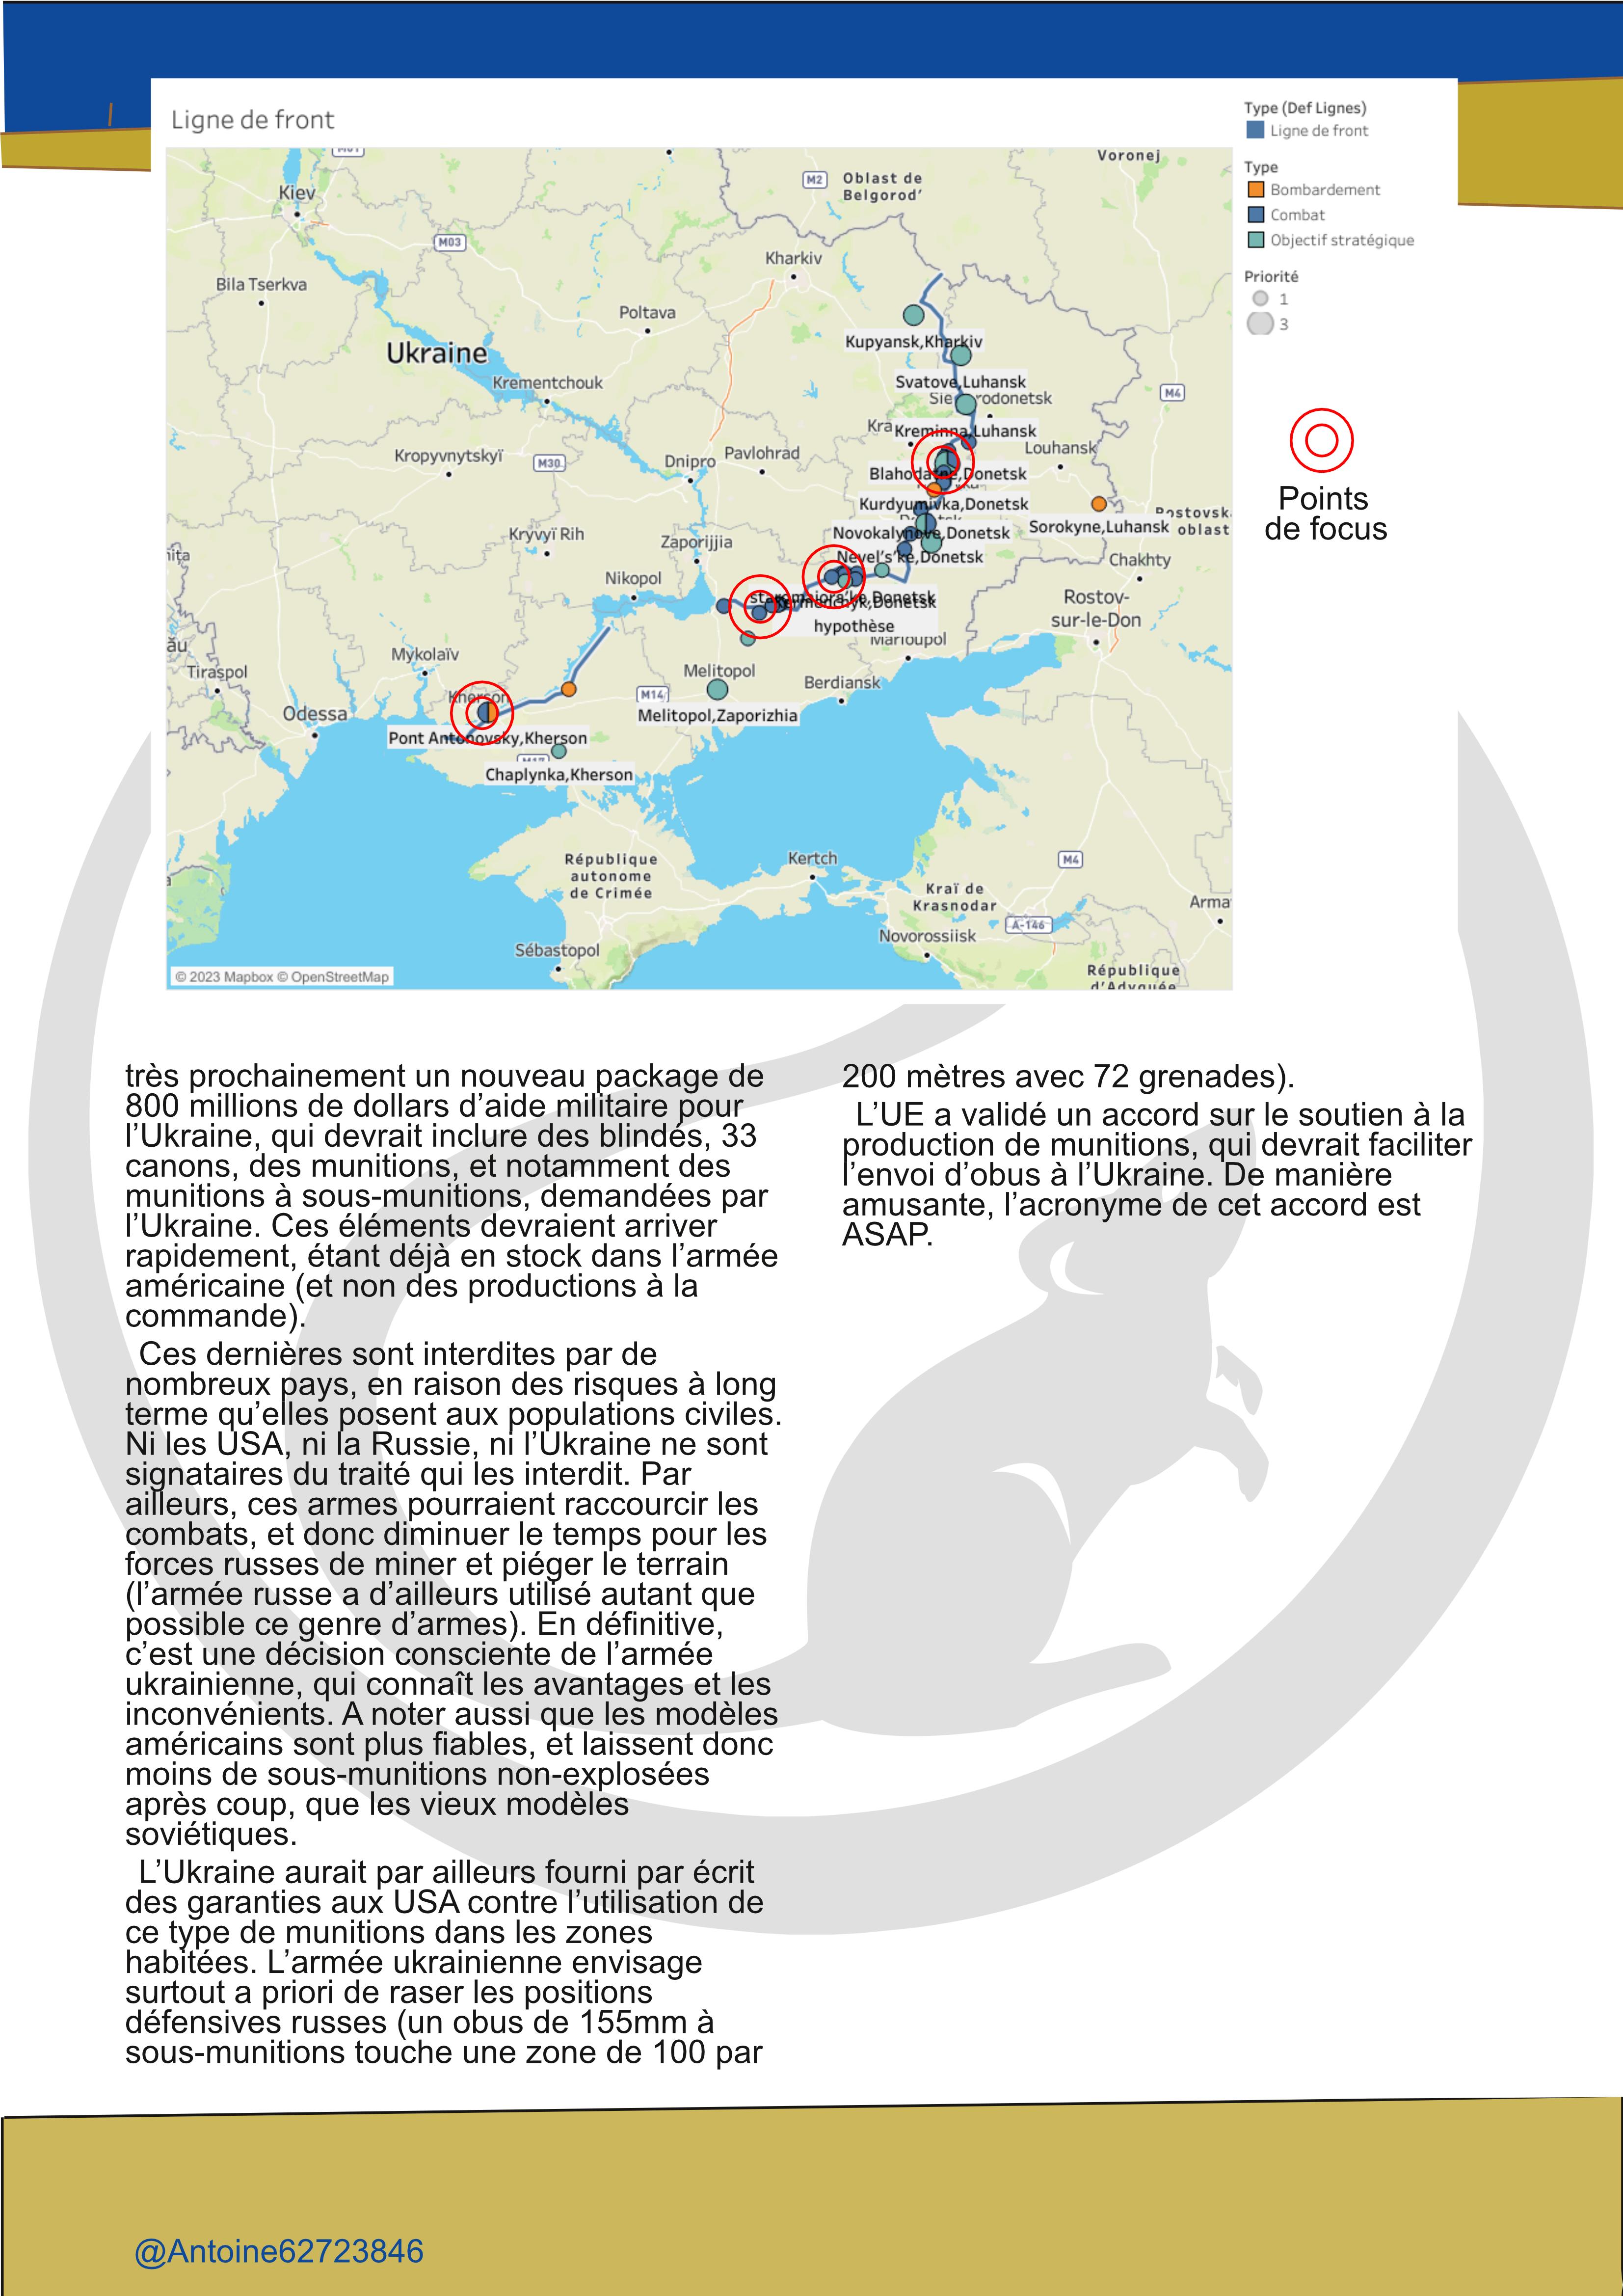 Ligne de front
Type (Def Lignes)
Ligne de front
Type
Bombardement
Combat
Objectif stratégique
Priorité
1
3
Points
de focus
Voronej
M2
Oblast de
Belgorod'
Kiev
M03
Kharkiv
Bila Tserkva
Poltava
Kupyansk,Kharkiv
Ukraine
Svatove,Luhansk
Krementchouk
M4
Kreminna,Luhansk
Louhansk
Kropyvnytskyï
M30
Dnipro
Pavlohrad
Blahodatne,Donetsk
Kurdyumivka,Donetsk
Sorokyne,Luhansk
oblast
Kryvyï Rih
Zaporijjia
Novokalynove,Donetsk
Nevel's'ke,Donetsk
Chakhty
Nikopol
staromaiors'ke,Donetsk
Rostov-
sur-le-Don
hypothèse
Marioupol
Mykolaïv
Tiraspol
Melitopol
Berdiansk
Kherson
M14
Odessa
Melitopol,Zaporizhia
Pont Antonovsky,Kherson
Chaplynka,Kherson
République
autonome
de Crimée
Kertch
M4
Kraï de
Krasnodar
A-146
Novorossiisk
Sébastopol
République
d'Adyguée
© 2023 Mapbox © OpenStreetMap
très prochainement un nouveau package de
800 millions de dollars d'aide militaire pour
l'Ukraine, qui devrait inclure des blindés, 33
canons, des munitions, et notamment des
munitions à sous-munitions, demandées par
l'Ukraine. Ces éléments devraient arriver
rapidement, étant déjà en stock dans l'armée
américaine (et non des productions à la
commande).
Ces dernières sont interdites par de
nombreux pays, en raison des risques à long
terme qu'elles posent aux populations civiles.
Ni les USA, ni la Russie, ni l'Ukraine ne sont
signataires du traité qui les interdit. Par
ailleurs, ces armes pourraient raccourcir les
combats, et donc diminuer le temps pour les
forces russes de miner et piéger le terrain
(l'armée russe a d'ailleurs utilisé autant que
possible ce genre d'armes). En définitive,
c'est une décision consciente de l'armée
ukrainienne, qui connaît les avantages et les
inconvénients. A noter aussi que les modèles
américains sont plus fiables, et laissent donc
moins de sous-munitions non-explosées
après coup, que les vieux modèles
soviétiques.
L'Ukraine aurait par ailleurs fourni par écrit
des garanties aux USA contre l'utilisation de
ce type de munitions dans les zones
habitées. L'armée ukrainienne envisage
surtout a priori de raser les positions
défensives russes (un obus de 155mm à
sous-munitions touche une zone de 100 par
200 mètres avec 72 grenades).
L'UE a validé un accord sur le soutien à la
production de munitions, qui devrait faciliter
l'envoi d'obus à l'Ukraine. De manière
amusante, l'acronyme de cet accord est
ASAP.
@Antoine62723846